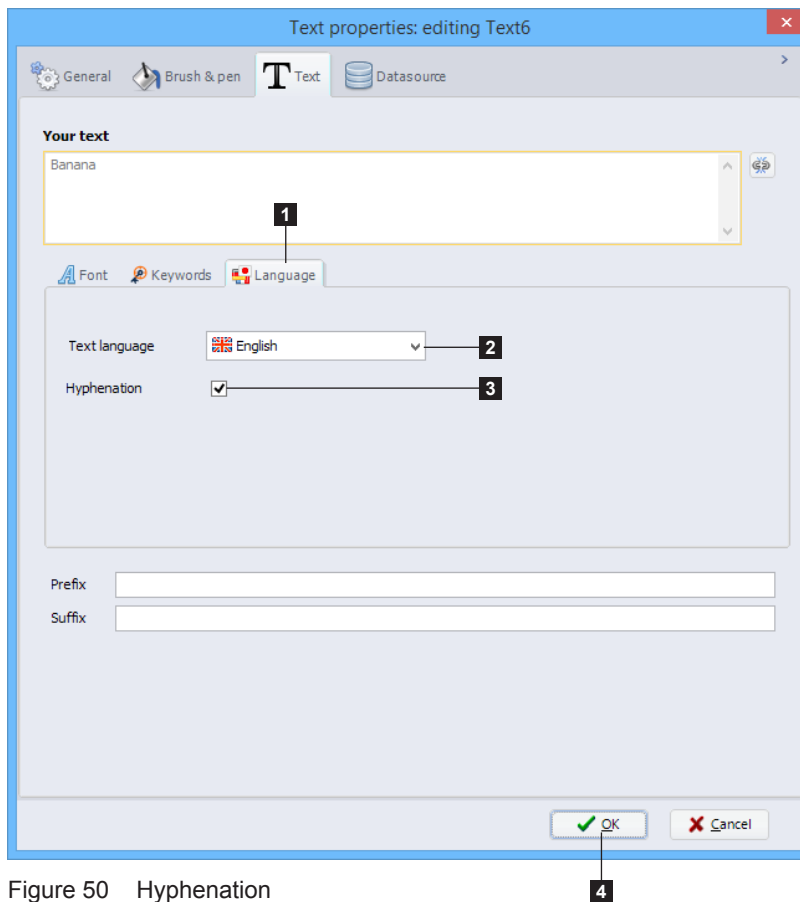 Text properties: editing Text6
General Brush & pen Text Datasource
Your text
Banana
1
Font Keywords Language
Text language English 2
Hyphenation 3
Prefix
Suffix
OK Cancel
Figure 50 Hyphenation 4